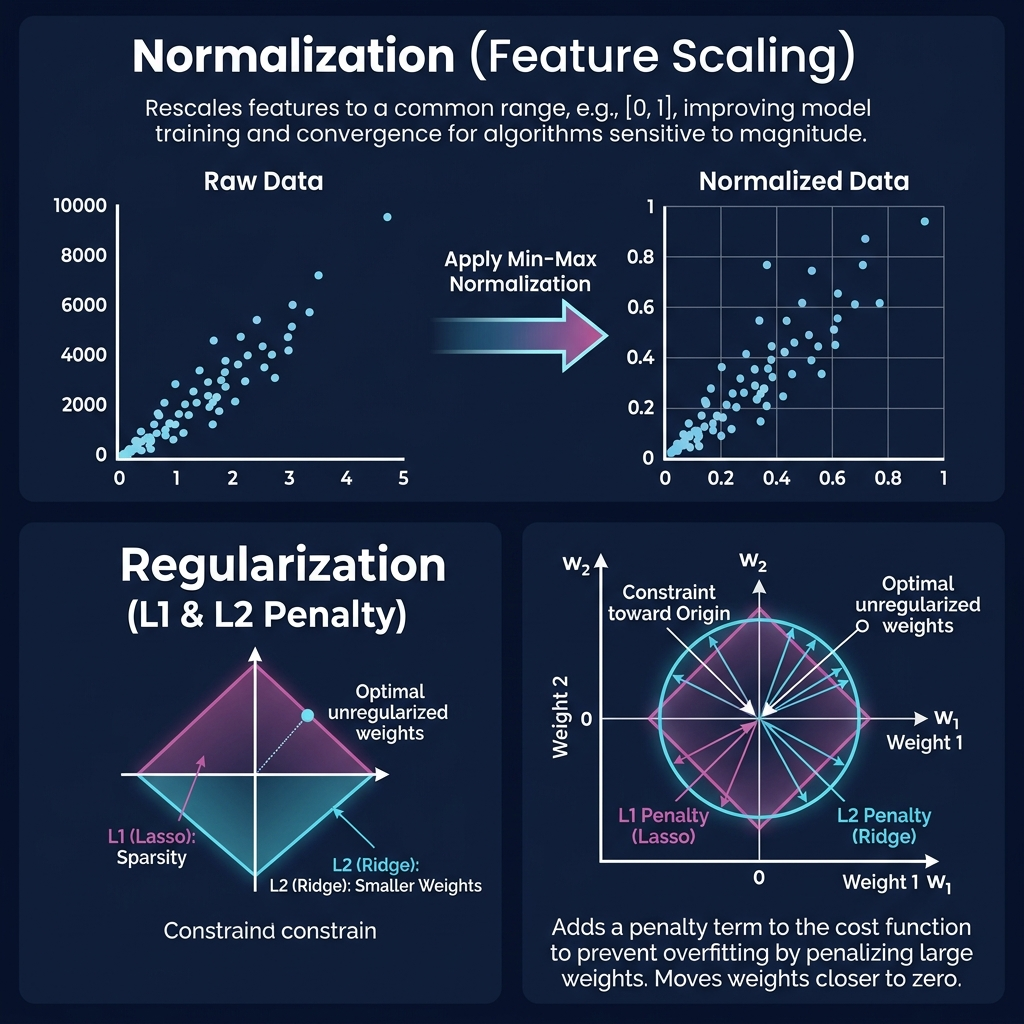 Normalization (Feature Scaling)
Rescales features to a common range, e.g., [0, 1], improving model
training and convergence for algorithms sensitive to magnitude.
Raw Data
10000
8000
6000
4000
2000
0
0 1 2 3 4 5
Apply Min-Max
Normalization
Normalized Data
1
0.8
0.6
0.4
0.2
0
0 0.2 0.4 0.6 0.8 1
Regularization
(L1 & L2 Penalty)
Optimal
unregularized
weights
L1 (Lasso):
Sparsity
L2 (Ridge):
L2 (Ridge): Smaller Weights
Constraind constrain
W2
W2
Constraint
toward Origin
Optimal
unregularized
weights
Weight 2
0
W1
Weight 1
L1 Penalty
(Lasso)
L2 Penalty
(Ridge)
0
Weight 1 W1
Adds a penalty term to the cost function
to prevent overfitting by penalizing large
weights. Moves weights closer to zero.